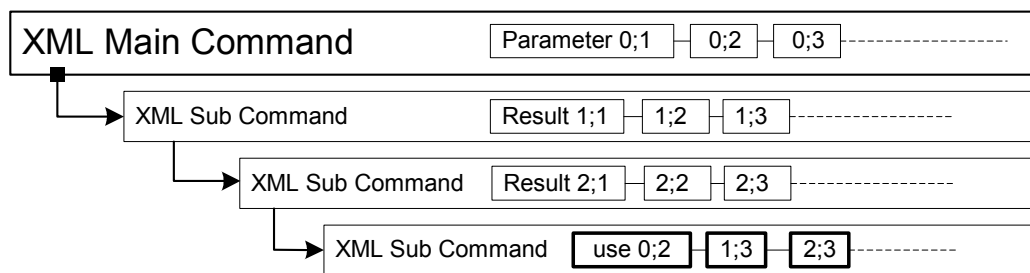 XML Main Command Parameter 0;1 0;2 0;3
XML Sub Command Result 1;1 1;2 1;3
XML Sub Command Result 2;1 2;2 2;3
XML Sub Command use 0;2 1;3 2;3